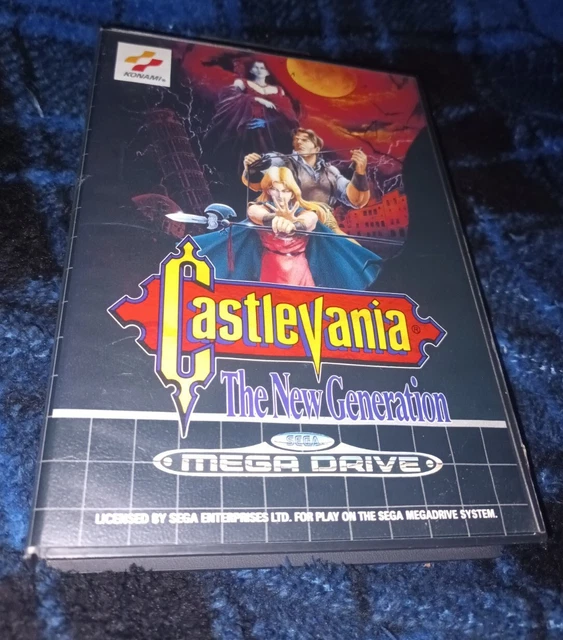 KONAMI®
Castlevania®
The New Generation
SEGA
MEGA DRIVE
LICENSED BY SEGA ENTERPRISES LTD. FOR PLAY ON THE SEGA MEGADRIVE SYSTEM.